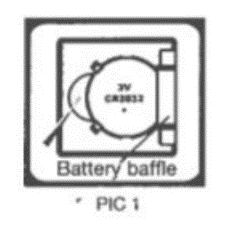 3V
CR2032
Battery baffle
PIC 1